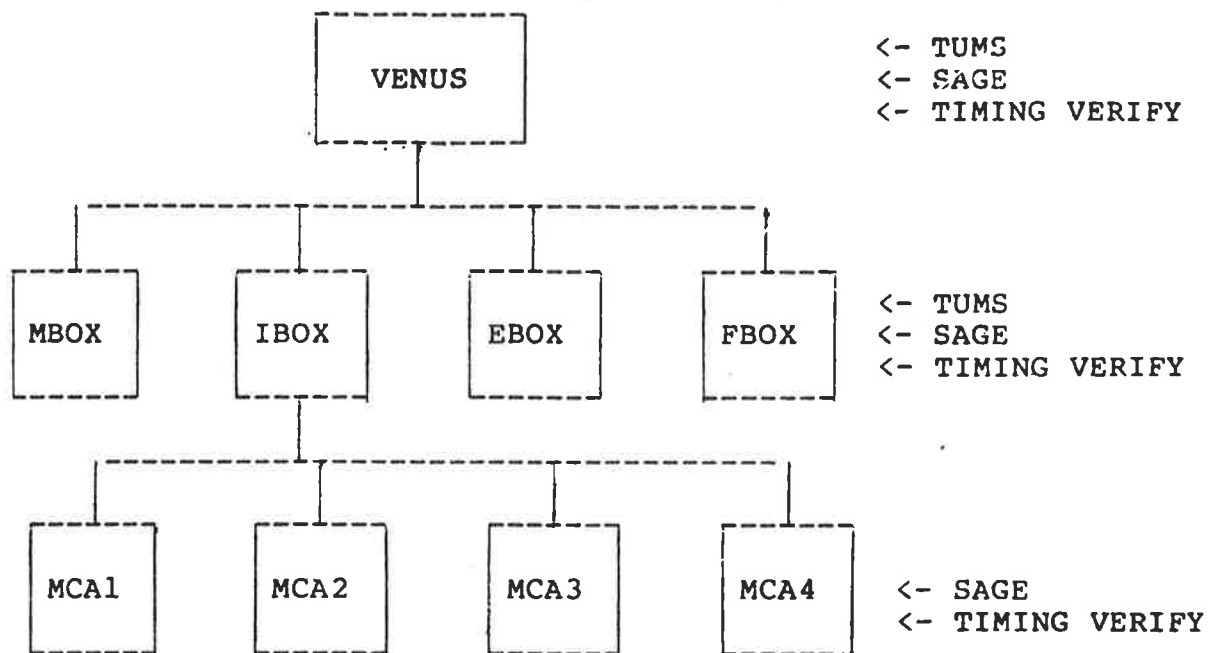 VENUS
<- TUMS
<- SAGE
<- TIMING VERIFY
MBOX
IBOX
EBOX
FBOX
<- TUMS
<- SAGE
<- TIMING VERIFY
MCA1
MCA2
MCA3
MCA4
<- SAGE
<- TIMING VERIFY